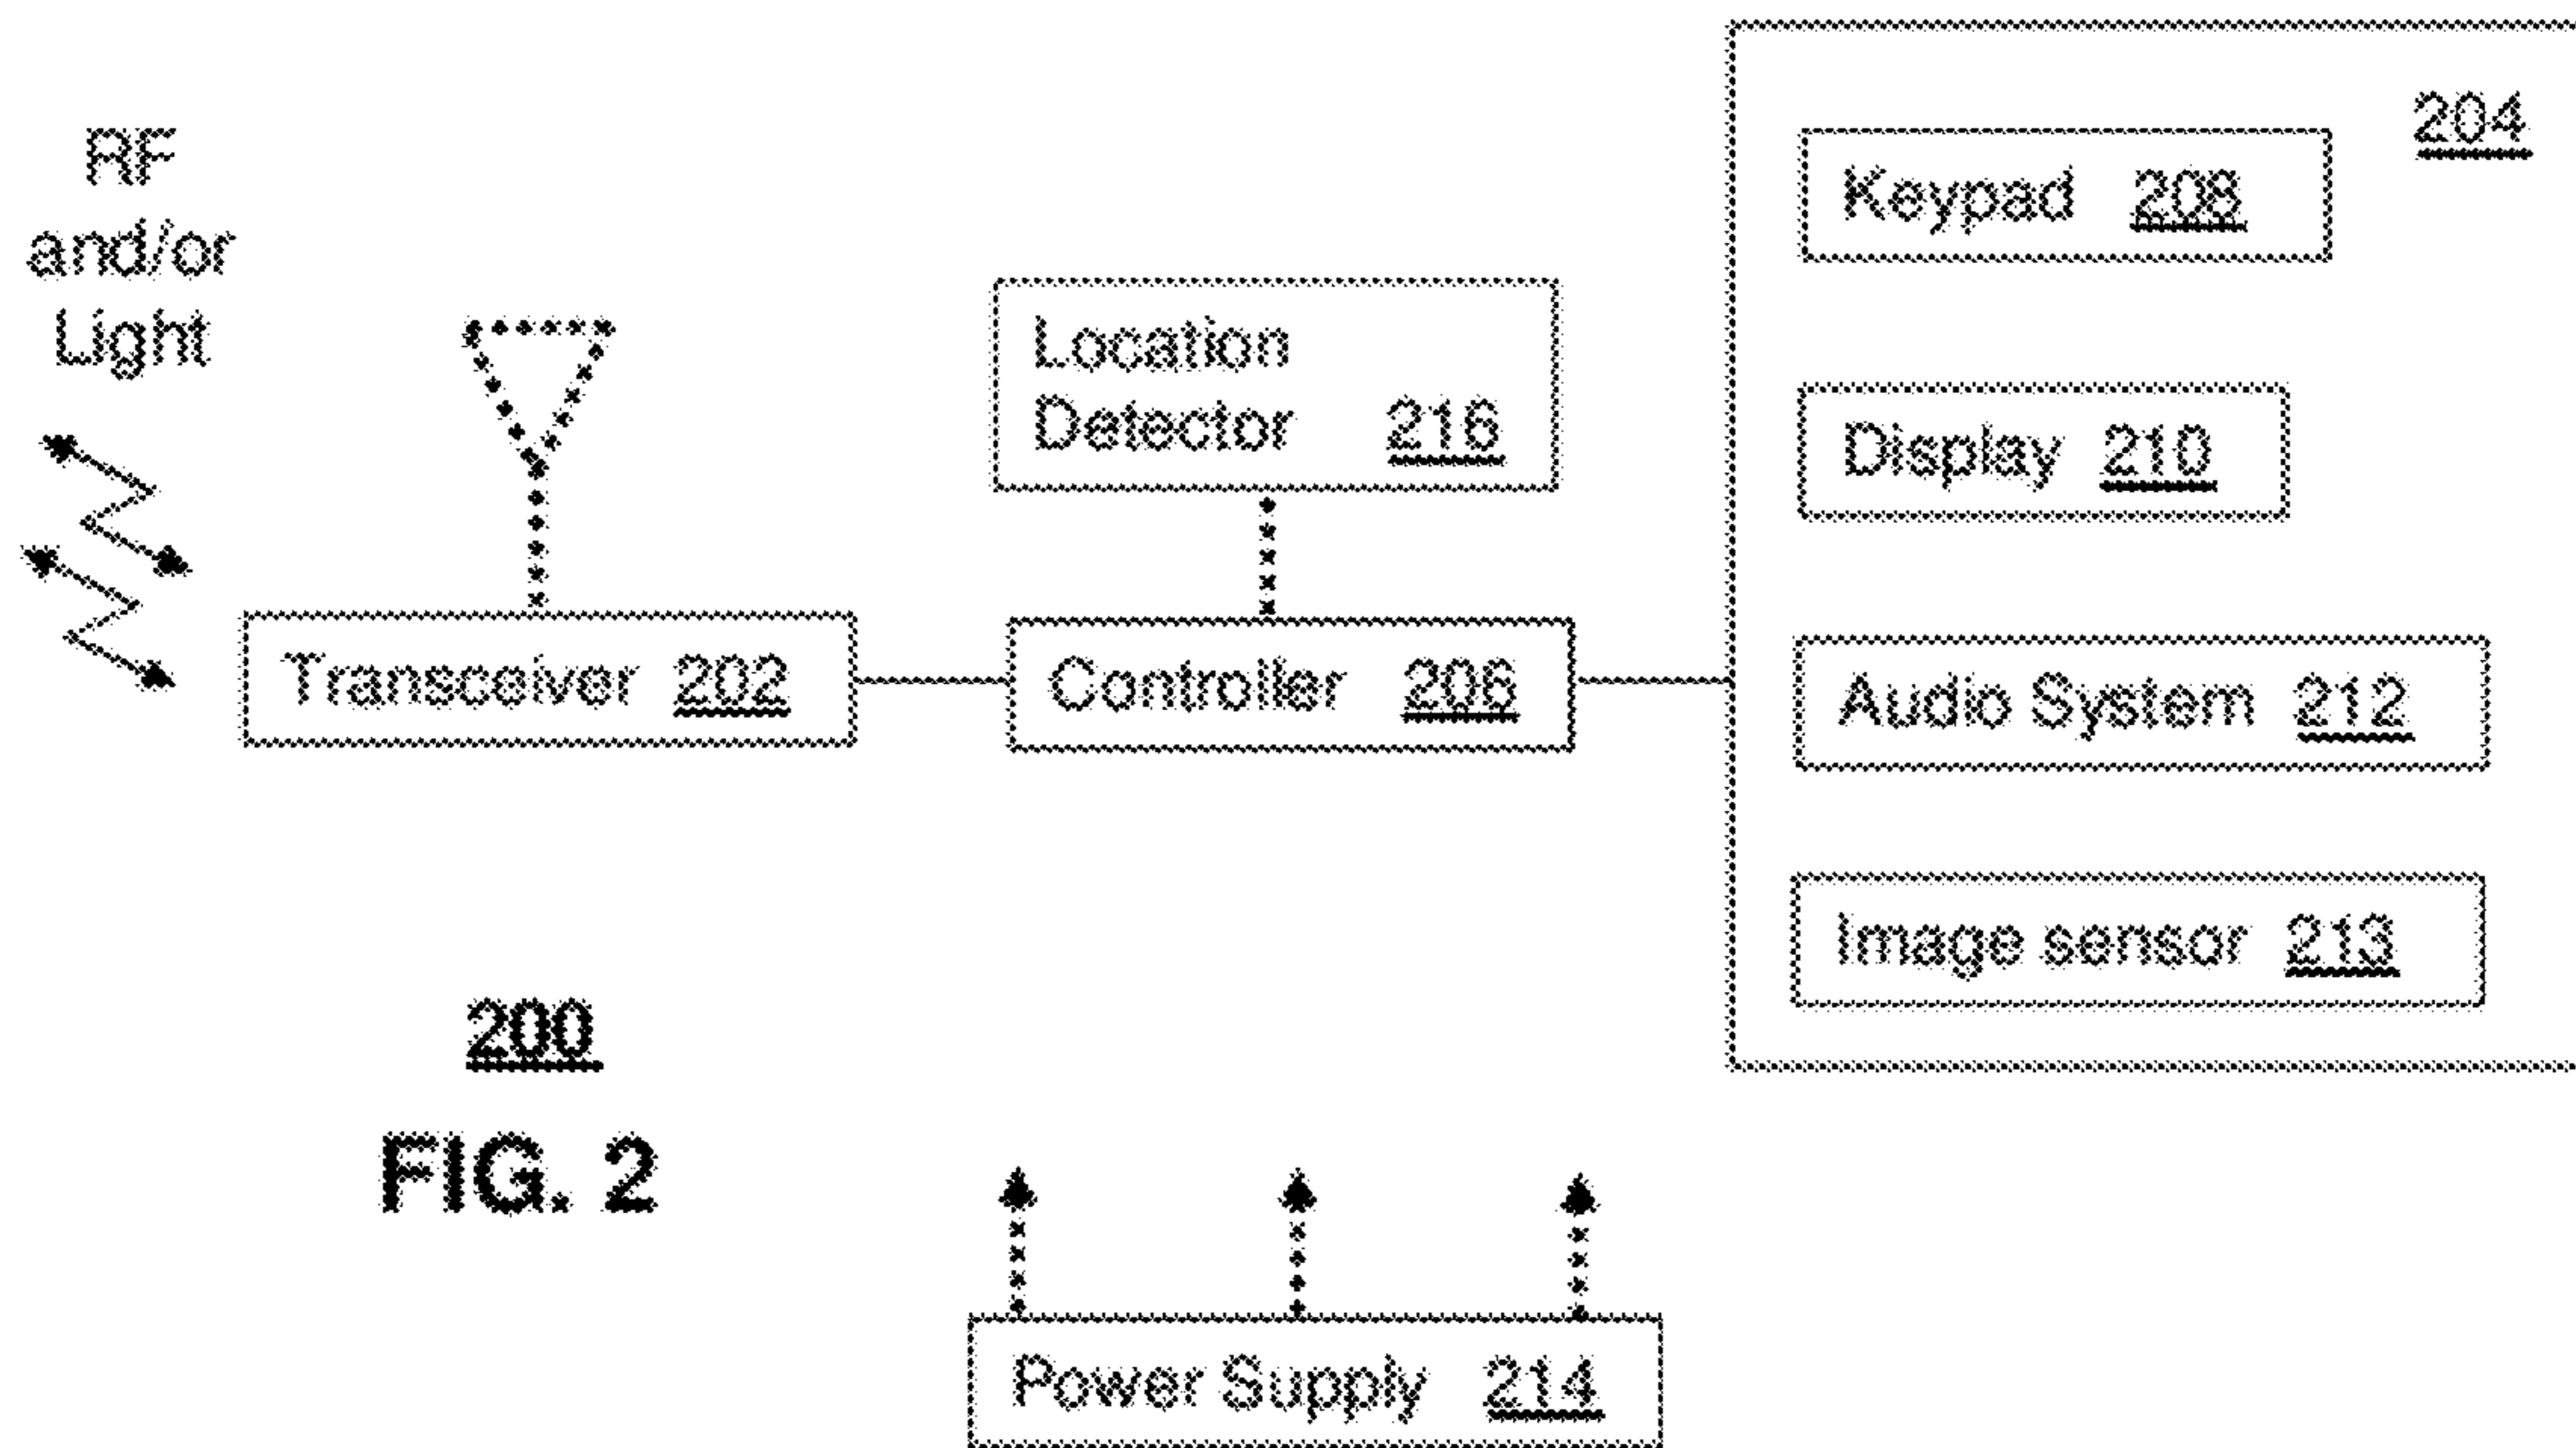 RF
and/or
Light
204
Keypad 208
Location
Detector 216
Display 210
Transceiver 202
Controller 206
Audio System 212
Image sensor 213
200
FIG. 2
Power Supply 214